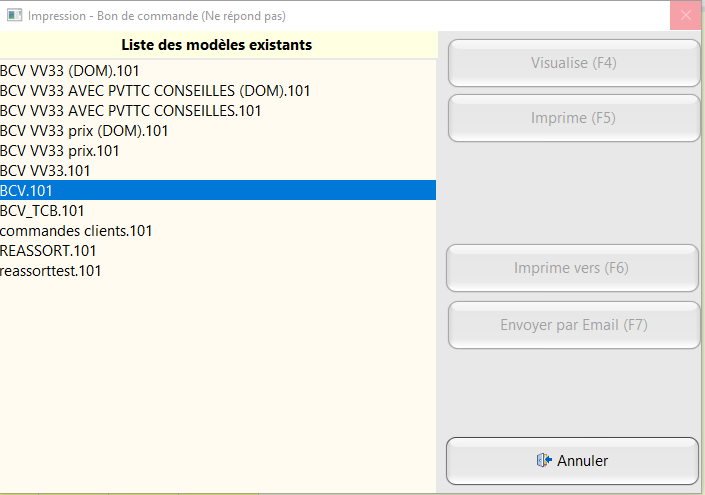 Impression - Bon de commande (Ne répond pas)
Liste des modèles existants
BCV VV33 (DOM).101
BCV VV33 AVEC PVTTC CONSEILLES (DOM).101
BCV VV33 AVEC PVTTC CONSEILLES.101
BCV VV33 prix (DOM).101
BCV VV33 prix.101
BCV VV33.101
BCV.101
BCV_TCB.101
commandes clients.101
REASSORT.101
reassorttest.101
Visualise (F4)
Imprime (F5)
Imprime vers (F6)
Envoyer par Email (F7)
Annuler